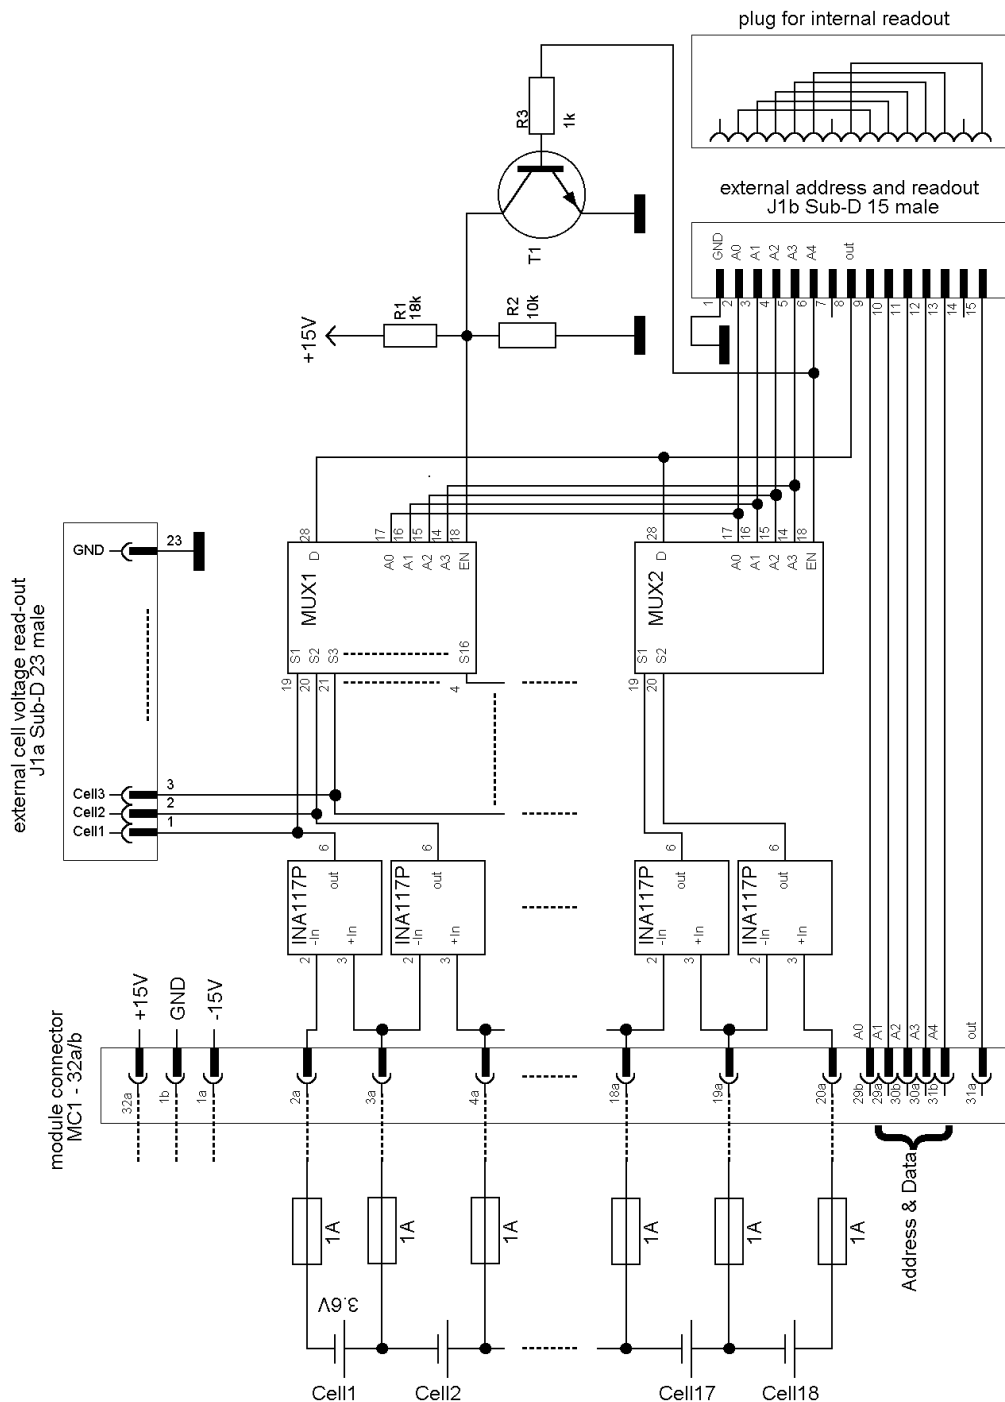 plug for internal readout
R3
1k
T1
external address and readout
J1b Sub-D 15 male
GND
A0
A1
A2
A3
A4
out
1
2
3
4
5
6
7
8
9
10
11
12
13
14
15
+15V
R1
18k
R2
10k
external cell voltage read-out
J1a Sub-D 23 male
GND
23
Cell3
3
Cell2
2
Cell1
1
28
17
16
15
14
18
D
A0
A1
A2
A3
EN
MUX1
S1
S2
S3
S16
19
20
21
4
28
17
16
15
14
18
D
A0
A1
A2
A3
EN
MUX2
S1
S2
19
20
6
out
INA117P
-In
+In
2
3
6
out
INA117P
-In
+In
2
3
6
out
INA117P
-In
+In
2
3
6
out
INA117P
-In
+In
2
3
module connector
MC1 - 32a/b
+15V
GND
-15V
32a
1b
1a
2a
3a
4a
18a
19a
20a
A0
A1
A2
A3
A4
out
29b
29a
30b
30a
31b
31a
Address & Data
1A
1A
1A
1A
1A
1A
3.6V
Cell1
Cell2
Cell17
Cell18